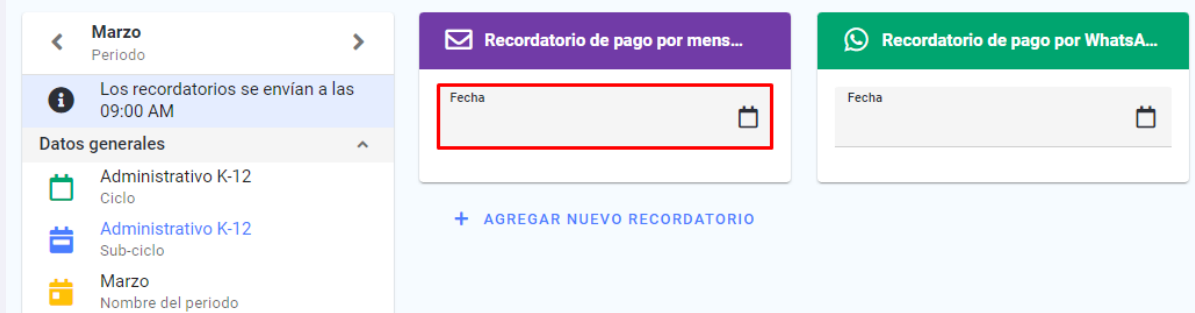 Marzo
Periodo
Los recordatorios se envían a las
09:00 AM
Datos generales
Administrativo K-12
Ciclo
Administrativo K-12
Sub-ciclo
Marzo
Nombre del periodo
Recordatorio de pago por mens...
Fecha
+ AGREGAR NUEVO RECORDATORIO
Recordatorio de pago por WhatsA...
Fecha